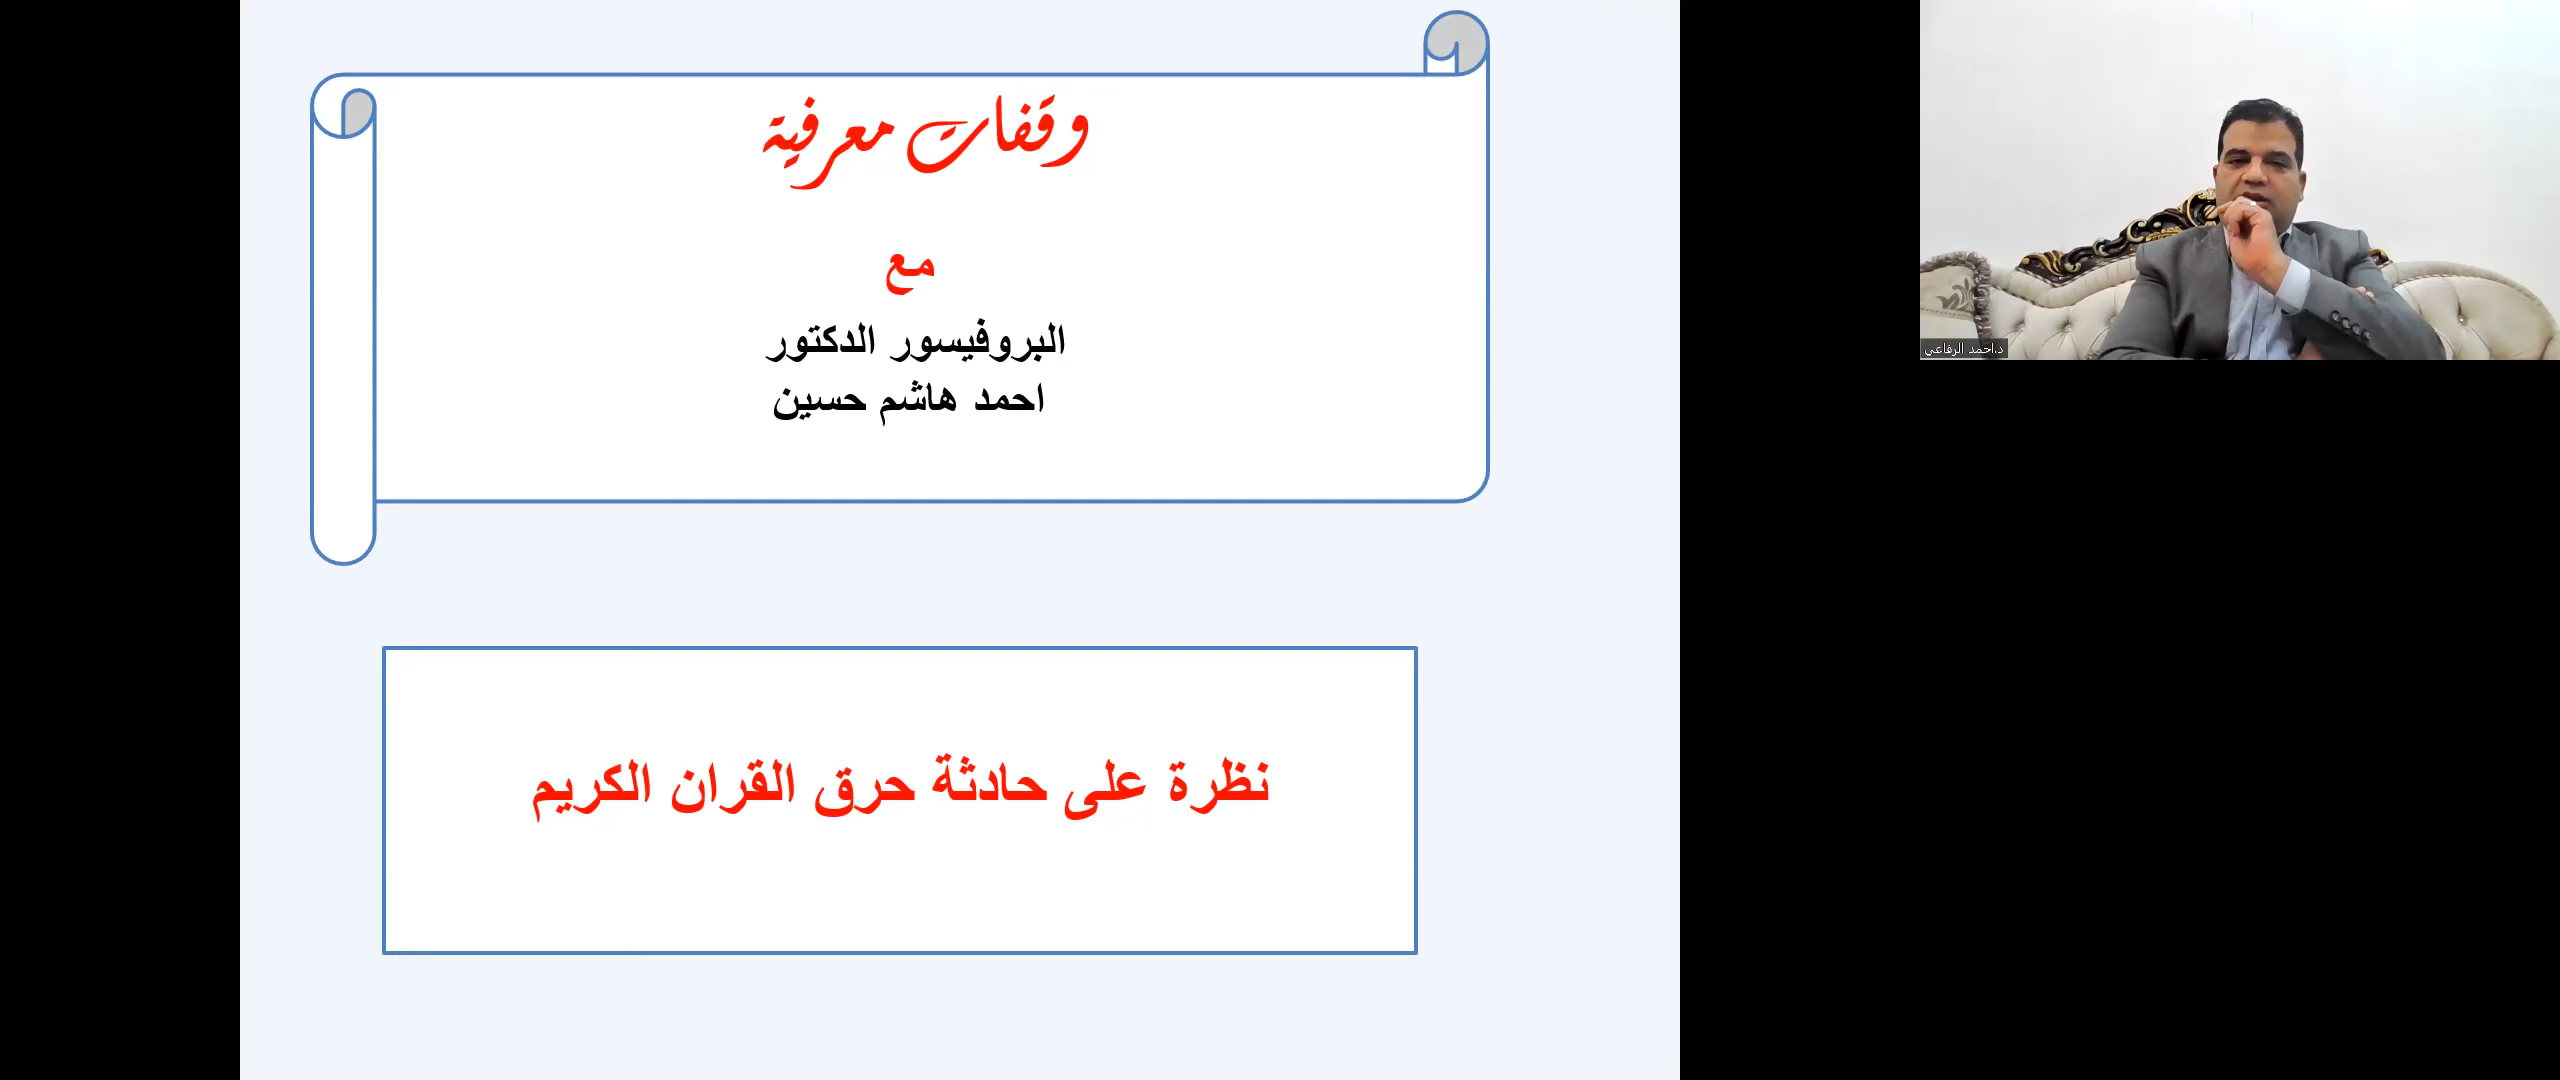 وقفات معرفية
مع
البروفيسور الدكتور
احمد هاشم حسين
نظرة على حادثة حرق القران الكريم
د.احمد الرفاعي